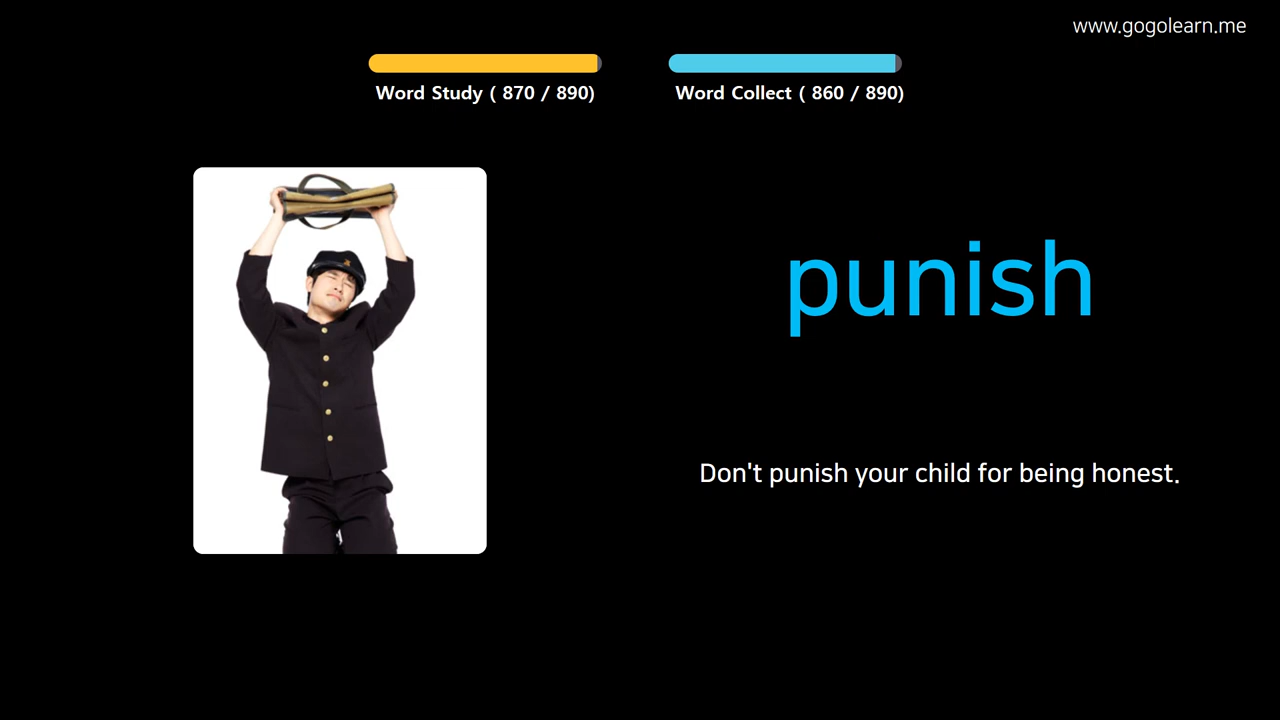 www.gogolearn.me
Word Study ( 870 / 890)
Word Collect ( 860 / 890)
punish
Don't punish your child for being honest.